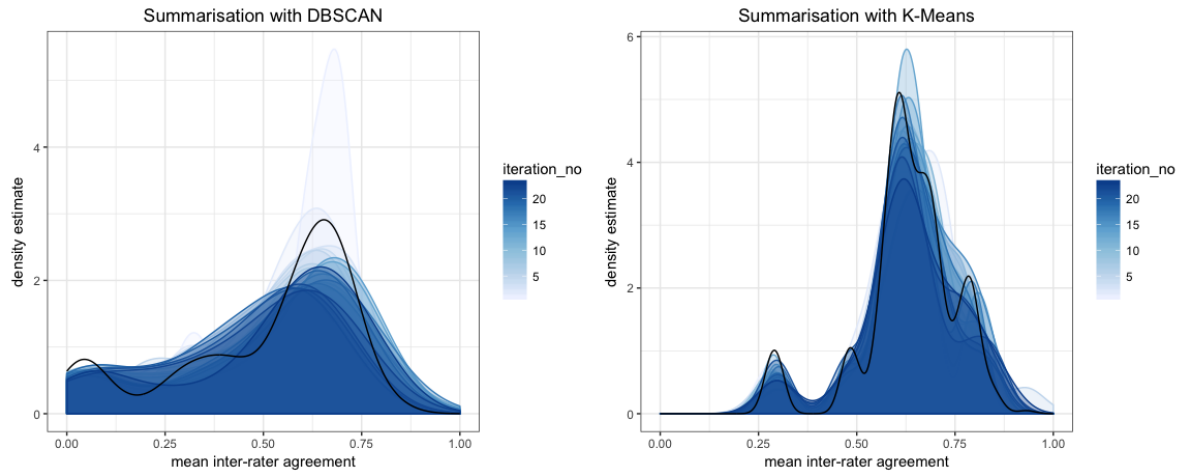 Summarisation with DBSCAN
4
2
0
density estimate
0.00 0.25 0.50 0.75 1.00
mean inter-rater agreement
iteration_no
20
15
10
5
Summarisation with K-Means
6
4
2
0
density estimate
0.00 0.25 0.50 0.75 1.00
mean inter-rater agreement
iteration_no
20
15
10
5